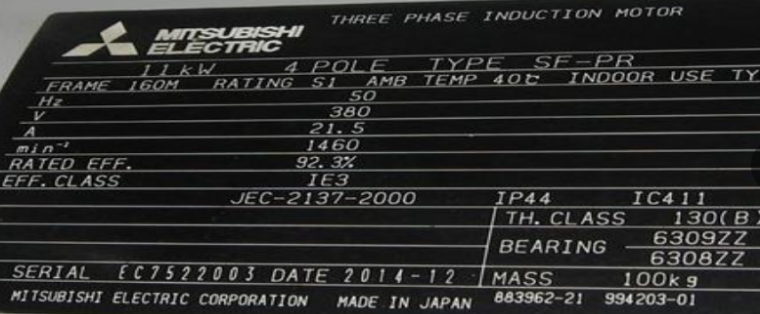 THREE PHASE INDUCTION MOTOR
MITSUBISHI
ELECTRIC
11kW 4 POLE TYPE SF-PR
FRAME 160M RATING S1 AMB TEMP 40℃ INDOOR USE TY
Hz 50
V 380
A 21.5
min⁻¹ 1460
RATED EFF. 92.3%
EFF. CLASS IE3
JEC-2137-2000 IP44 IC411
TH. CLASS 130(B)
BEARING 6309ZZ
6308ZZ
SERIAL EC7522003 DATE 2014-12 MASS 100kg
MITSUBISHI ELECTRIC CORPORATION MADE IN JAPAN 883962-21 994203-01